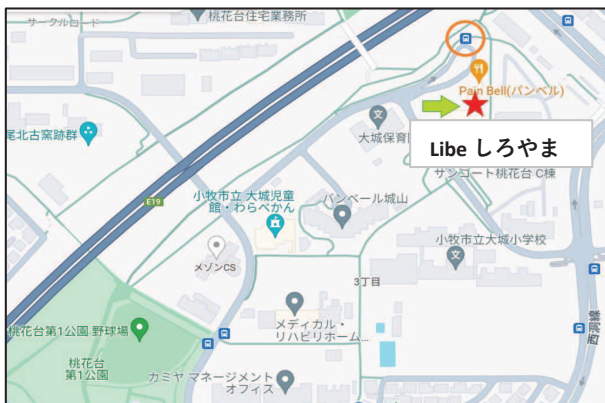 サークルロード
桃花台住宅業務所
Pain Bell(パンベル)
大城保育
Libe しろやま
サンコート桃花台 C棟
尾北古窯跡群
E19
小牧市立 大城児童
館・わらべかん
バンベール城山
小牧市立大城小学校
メゾンCS
3丁目
メディカル・
リハビリホーム...
桃花台第1公園 野球場
桃花台
第1公園
カミヤ マネージメント
オフィス
西洞線